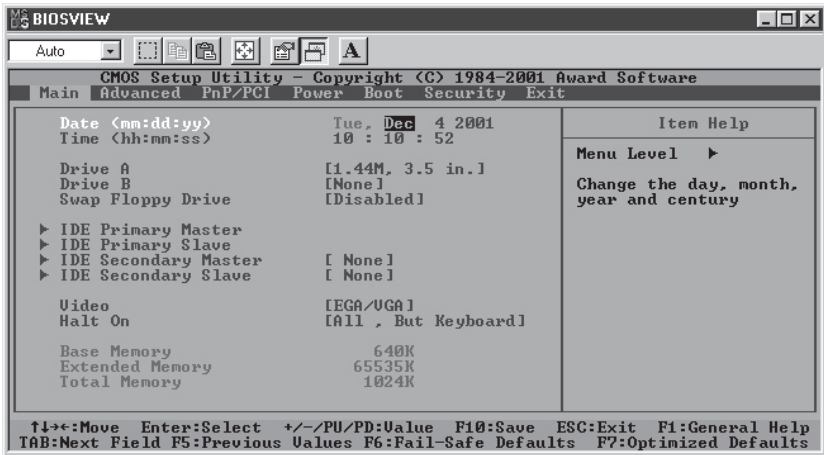 BIOSVIEW
Auto
A
CMOS Setup Utility – Copyright (C) 1984–2001 Award Software
Main Advanced PnP/PCI Power Boot Security Exit
Date (mm:dd:yy) Tue, Dec 4 2001
Time (hh:mm:ss) 10 : 10 : 52
Drive A [1.44M, 3.5 in.]
Drive B [None]
Swap Floppy Drive [Disabled]
▶ IDE Primary Master
▶ IDE Primary Slave
▶ IDE Secondary Master [ None]
▶ IDE Secondary Slave [ None]
Video [EGA/VGA]
Halt On [All , But Keyboard]
Base Memory 640K
Extended Memory 65535K
Total Memory 1024K
Item Help
Menu Level ▶
Change the day, month,
year and century
↑↓→←:Move Enter:Select +/-/PU/PD:Value F10:Save ESC:Exit F1:General Help
TAB:Next Field F5:Previous Values F6:Fail-Safe Defaults F7:Optimized Defaults